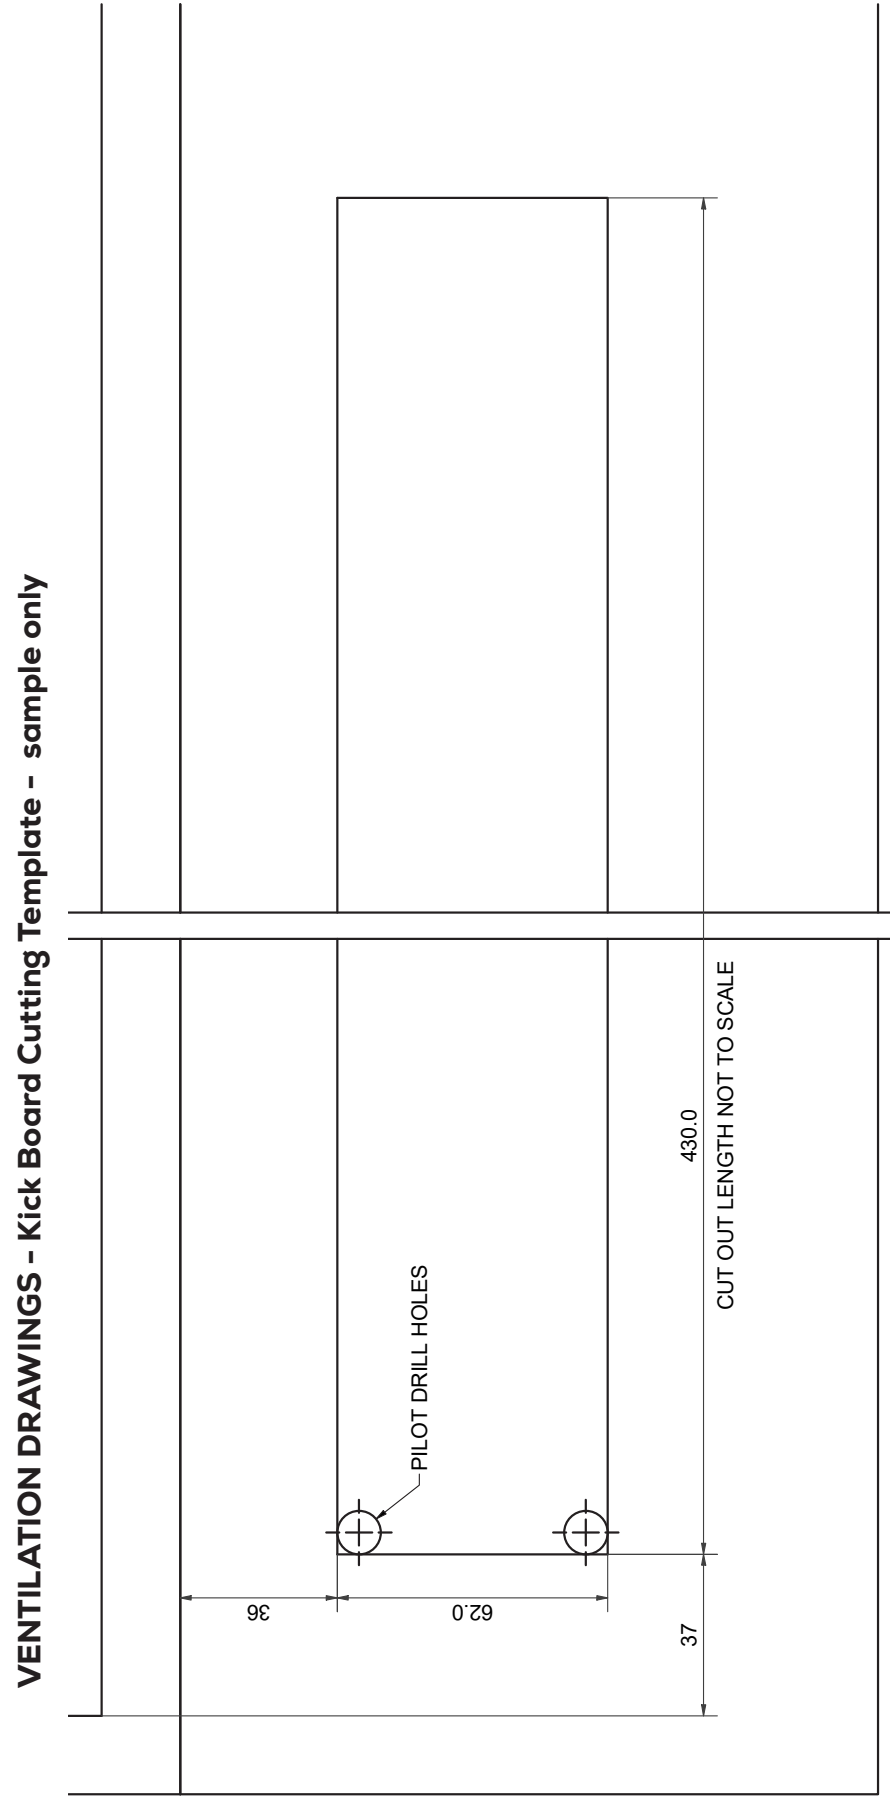 VENTILATION DRAWINGS – Kick Board Cutting Template – sample only
36
62.0
PILOT DRILL HOLES
37
430.0
CUT OUT LENGTH NOT TO SCALE